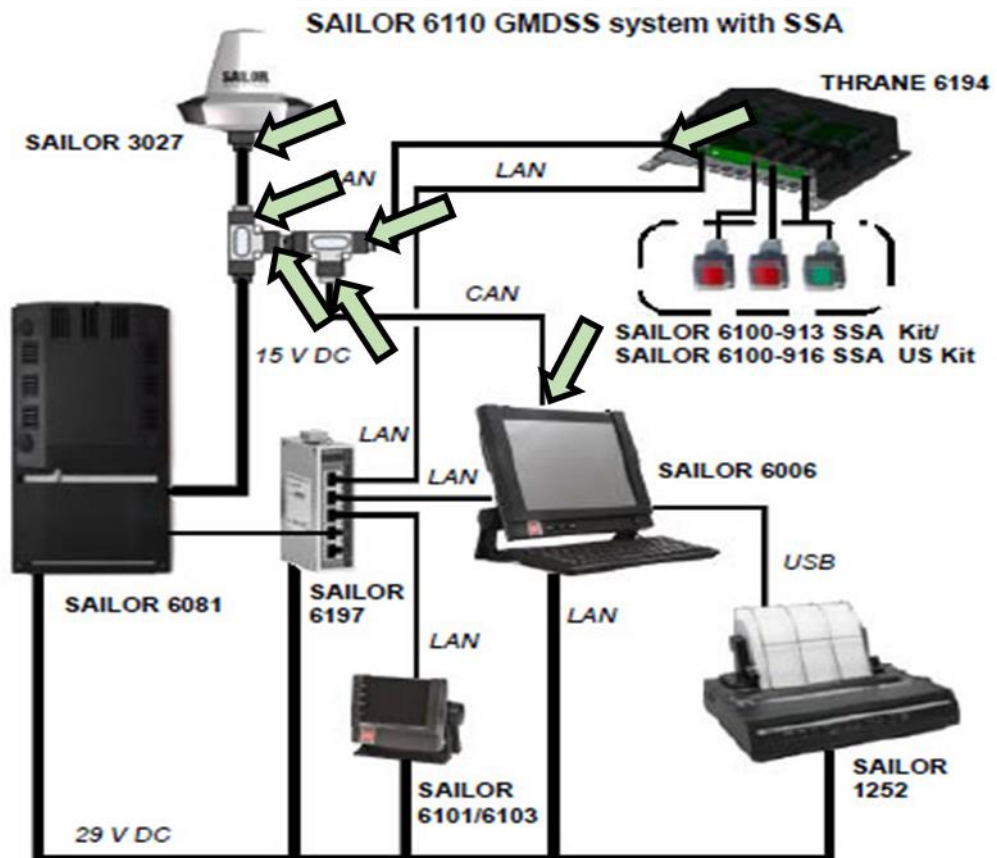 SAILOR 6110 GMDSS system with SSA
SAILOR
THRANE 6194
SAILOR 3027
LAN
AN
CAN
SAILOR 6100-913 SSA Kit/
SAILOR 6100-916 SSA US Kit
15 V DC
LAN
LAN
SAILOR 6006
USB
SAILOR 6081
SAILOR
6197
LAN
LAN
SAILOR
6101/6103
SAILOR
1252
29 V DC